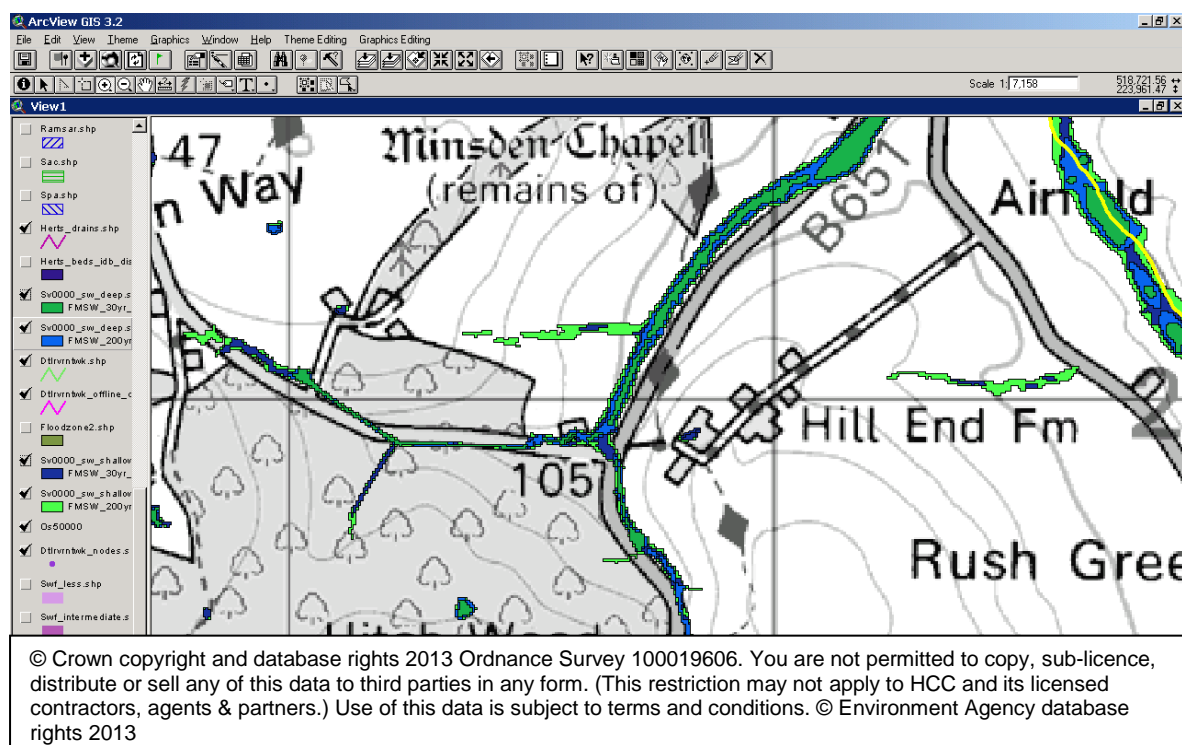 ArcView GIS 3.2
File Edit View Theme Graphics Window Help Theme Editing Graphics Editing
Scale 1: 7,158
518,721.56
223,961.47
View1
Ramsar.shp
Sac.shp
Spa.shp
Herts_drains.shp
Herts_beds_idb_dis
Sv0000_sw_deep.s
FMSW_30yr_
Sv0000_sw_deep.s
FMSW_200yr
Dtlrvrntwk.shp
Dtlrvrntwk_offline_c
Floodzone2.shp
Sv0000_sw_shallow
FMSW_30yr_
Sv0000_sw_shallow
FMSW_200yr
Os50000
Dtlrvrntwk_nodes.s
Swf_less.shp
Swf_intermediate.s
47
n Way
Minsden Chapel
(remains of)
B651
Hill End Fm
105
Rush Gree
Hitch Wood
© Crown copyright and database rights 2013 Ordnance Survey 100019606. You are not permitted to copy, sub-licence,
distribute or sell any of this data to third parties in any form. (This restriction may not apply to HCC and its licensed
contractors, agents & partners.) Use of this data is subject to terms and conditions. © Environment Agency database
rights 2013